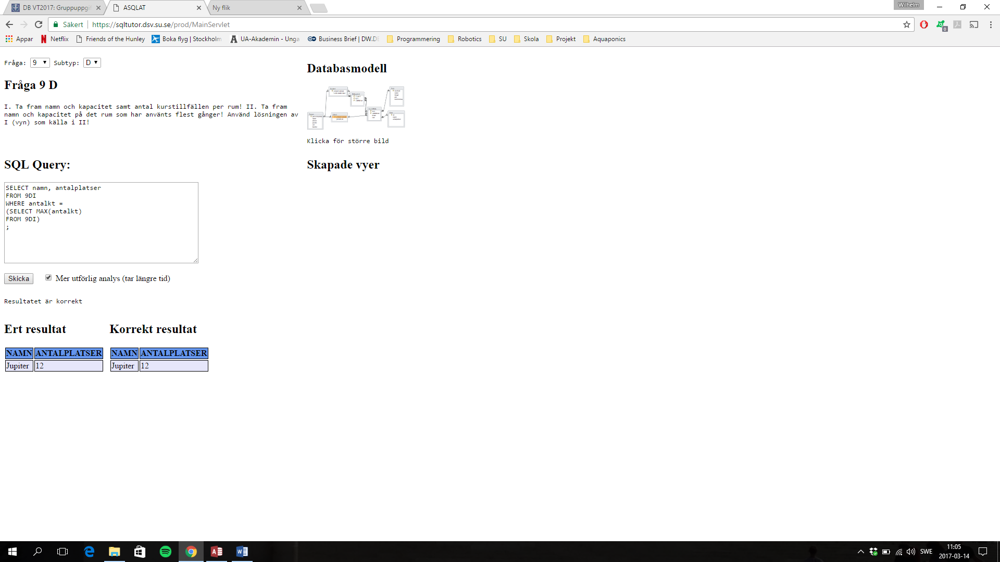 DB VT2017: Gruppuppgif
ASQLAT
Ny flik
Wilhelm
Säkert
https://sqltutor.dsv.su.se/prod/MainServlet
0
Appar
Netflix
Friends of the Hunley
Boka flyg | Stockholm
UA-Akademin - Unga
Business Brief | DW.DE
Programmering
Robotics
SU
Skola
Projekt
Aquaponics
Fråga: 9 Subtyp: D
Fråga 9 D
I. Ta fram namn och kapacitet samt antal kurstillfällen per rum! II. Ta fram
namn och kapacitet på det rum som har använts flest gånger! Använd lösningen av
I (vyn) som källa i II!
Databasmodell
Klicka för större bild
SQL Query:
Skapade vyer
SELECT namn, antalplatser
FROM 9DI
WHERE antalkt =
(SELECT MAX(antalkt)
FROM 9DI)
;
Skicka
Mer utförlig analys (tar längre tid)
Resultatet är korrekt
Ert resultat
NAMN ANTALPLATSER
Jupiter 12
Korrekt resultat
NAMN ANTALPLATSER
Jupiter 12
SWE
11:05
2017-03-14